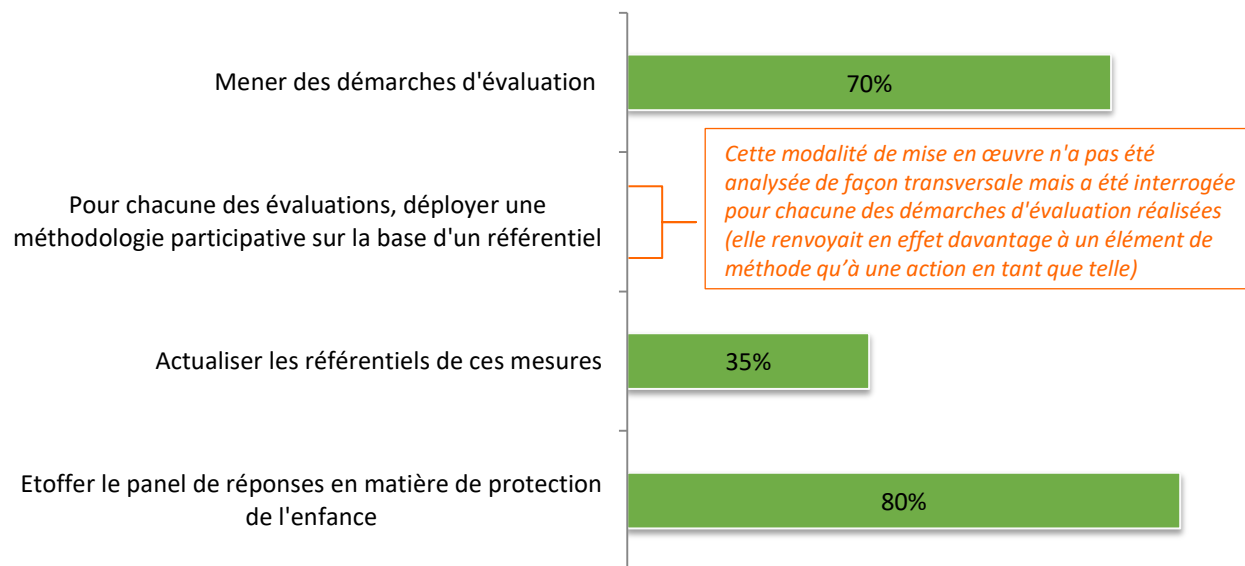 Mener des démarches d'évaluation
70%
Pour chacune des évaluations, déployer une
méthodologie participative sur la base d'un référentiel
Cette modalité de mise en œuvre n'a pas été
analysée de façon transversale mais a été interrogée
pour chacune des démarches d'évaluation réalisées
(elle renvoyait en effet davantage à un élément de
méthode qu’à une action en tant que telle)
Actualiser les référentiels de ces mesures
35%
Etoffer le panel de réponses en matière de protection
de l'enfance
80%